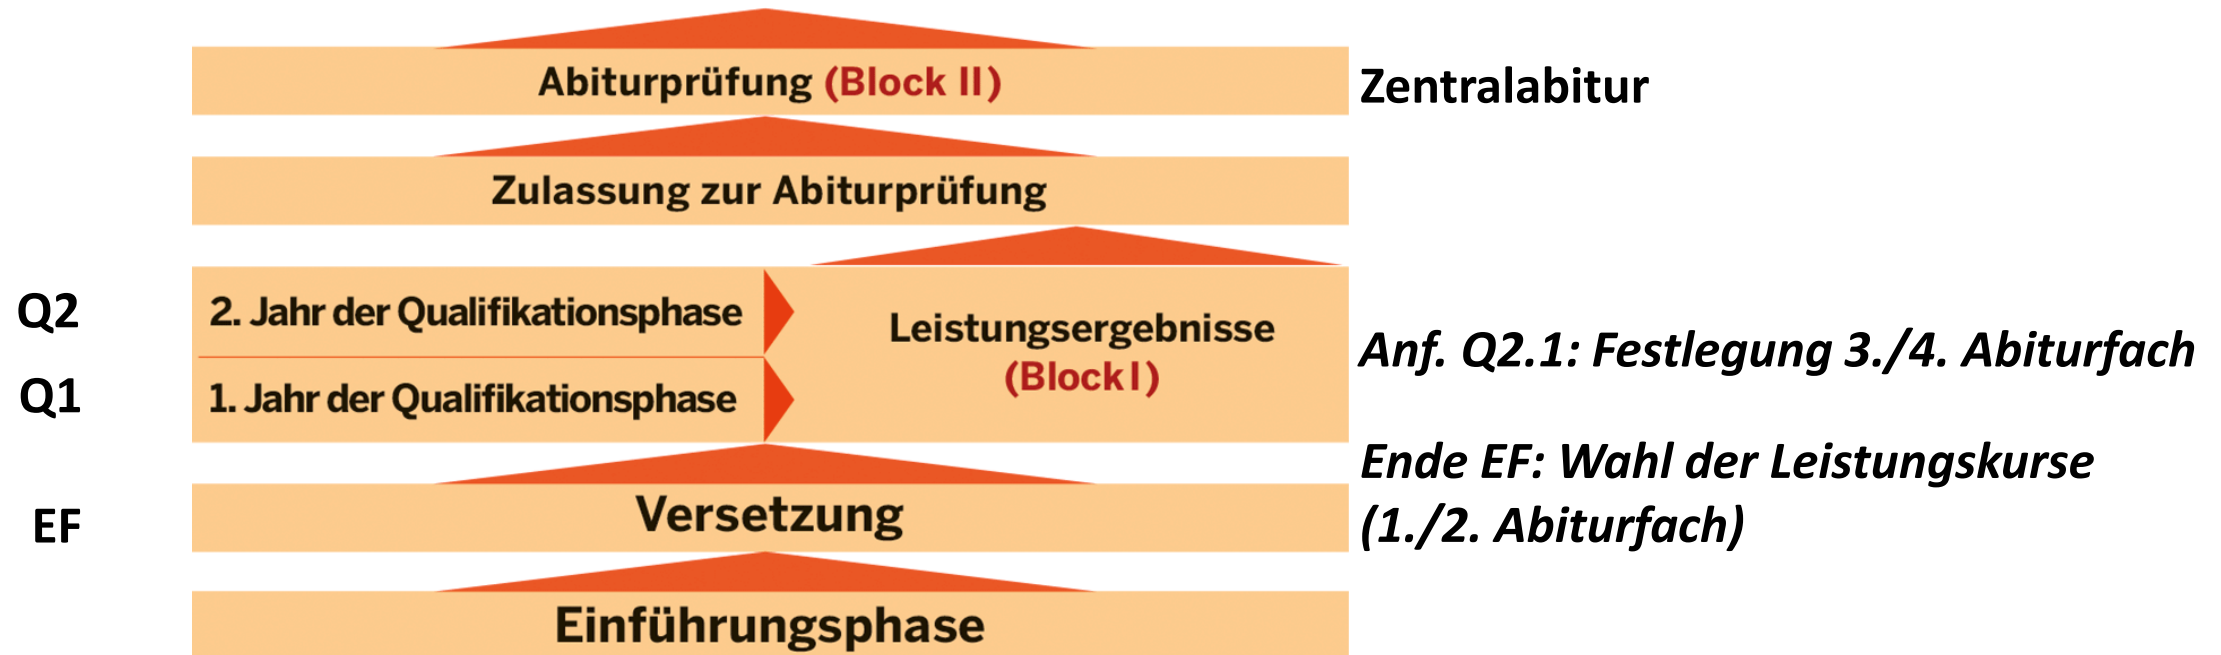 Abiturprüfung (Block II)
Zentralabitur
Zulassung zur Abiturprüfung
Q2
2. Jahr der Qualifikationsphase
Leistungsergebnisse
(Block I)
Anf. Q2.1: Festlegung 3./4. Abiturfach
Q1
1. Jahr der Qualifikationsphase
EF
Versetzung
Ende EF: Wahl der Leistungskurse
(1./2. Abiturfach)
Einführungsphase